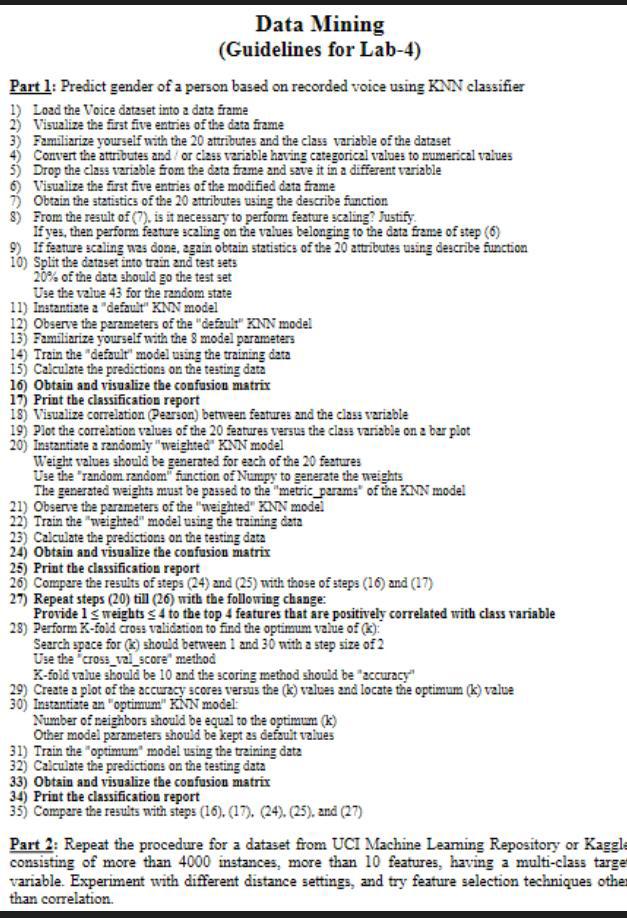 Data Mining
(Guidelines for Lab-4)
Part 1: Predict gender of a person based on recorded voice using KNN classifier
1) Load the Voice dataset into a data frame
2) Visualize the first five entries of the data frame
3) Familiarize yourself with the 20 attributes and the class variable of the dataset
4) Convert the attributes and / or class variable having categorical values to numerical values
5) Drop the class variable from the data frame and save it in a different variable
6) Visualize the first five entries of the modified data frame
7) Obtain the statistics of the 20 attributes using the describe function
8) From the result of (7), is it necessary to perform feature scaling? Justify.
If yes, then perform feature scaling on the values belonging to the data frame of step (6)
9) If feature scaling was done, again obtain statistics of the 20 attributes using describe function
10) Split the dataset into train and test sets
20% of the data should go the test set
Use the value 43 for the random state
11) Instantiate a "default" KNN model
12) Observe the parameters of the "default" KNN model
13) Familiarize yourself with the 8 model parameters
14) Train the "default" model using the training data
15) Calculate the predictions on the testing data
16) Obtain and visualize the confusion matrix
17) Print the classification report
18) Visualize correlation (Pearson) between features and the class variable
19) Plot the correlation values of the 20 features versus the class variable on a bar plot
20) Instantiate a randomly "weighted" KNN model
Weight values should be generated for each of the 20 features
Use the "random.random" function of Numpy to generate the weights
The generated weights must be passed to the "metric_params" of the KNN model
21) Observe the parameters of the "weighted" KNN model
22) Train the "weighted" model using the training data
23) Calculate the predictions on the testing data
24) Obtain and visualize the confusion matrix
25) Print the classification report
26) Compare the results of steps (24) and (25) with those of steps (16) and (17)
27) Repeat steps (20) till (26) with the following change:
Provide 1 ≤ weights ≤ 4 to the top 4 features that are positively correlated with class variable
28) Perform K-fold cross validation to find the optimum value of (k):
Search space for (k) should between 1 and 30 with a step size of 2
Use the "cross_val_score" method
K-fold value should be 10 and the scoring method should be "accuracy"
29) Create a plot of the accuracy scores versus the (k) values and locate the optimum (k) value
30) Instantiate an "optimum" KNN model:
Number of neighbors should be equal to the optimum (k)
Other model parameters should be kept as default values
31) Train the "optimum" model using the training data
32) Calculate the predictions on the testing data
33) Obtain and visualize the confusion matrix
34) Print the classification report
35) Compare the results with steps (16), (17), (24), (25), and (27)
Part 2: Repeat the procedure for a dataset from UCI Machine Learning Repository or Kaggle
consisting of more than 4000 instances, more than 10 features, having a multi-class target
variable. Experiment with different distance settings, and try feature selection techniques other
than correlation.